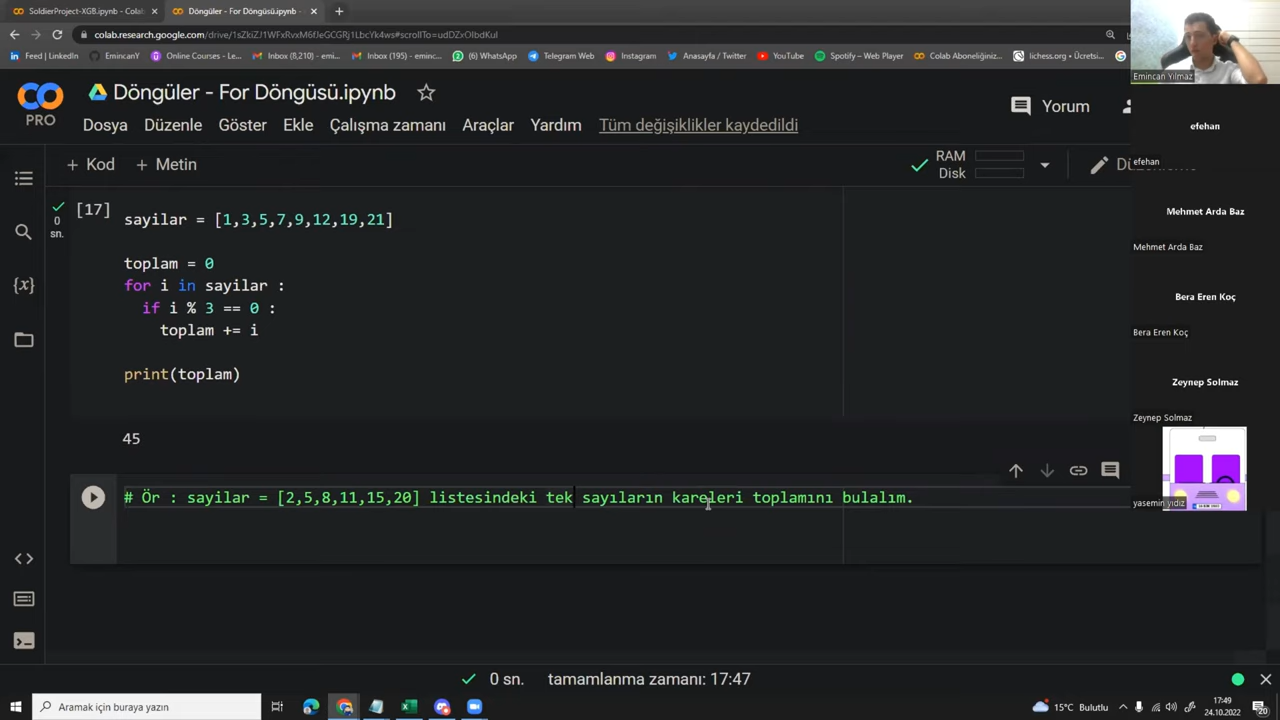 SoldierProject-XGB.ipynb - Colab
Döngüler - For Döngüsü.ipynb -
colab.research.google.com/drive/1sZkiZJ1WFxRvxM6fJeGCGRj1LbcYk4ws#scrollTo=udDZxOlbdKuI
Feed | LinkedIn
EmincanY
Online Courses - Le...
Inbox (8,210) - eminc...
Inbox (195) - eminc...
(6) WhatsApp
Telegram Web
Instagram
Anasayfa / Twitter
YouTube
Spotify – Web Player
Colab Aboneliğiniz...
lichess.org • Ücretsi...
Döngüler - For Döngüsü.ipynb
PRO
Dosya Düzenle Göster Ekle Çalışma zamanı Araçlar Yardım Tüm değişiklikler kaydedildi
Yorum
+ Kod + Metin
RAM
Disk
[17]
0
sn.
sayilar = [1,3,5,7,9,12,19,21]
toplam = 0
for i in sayilar :
if i % 3 == 0 :
toplam += i
print(toplam)
45
# Ör : sayilar = [2,5,8,11,15,20] listesindeki tek sayıların kareleri toplamını bulalım.
{x}
0 sn. tamamlanma zamanı: 17:47
Emincan Yılmaz
efehan
efehan
Mehmet Arda Baz
Mehmet Arda Baz
Bera Eren Koç
Bera Eren Koç
Zeynep Solmaz
Zeynep Solmaz
yasemin yıdız
Aramak için buraya yazın
15°C Bulutlu
17:49
24.10.2022
20